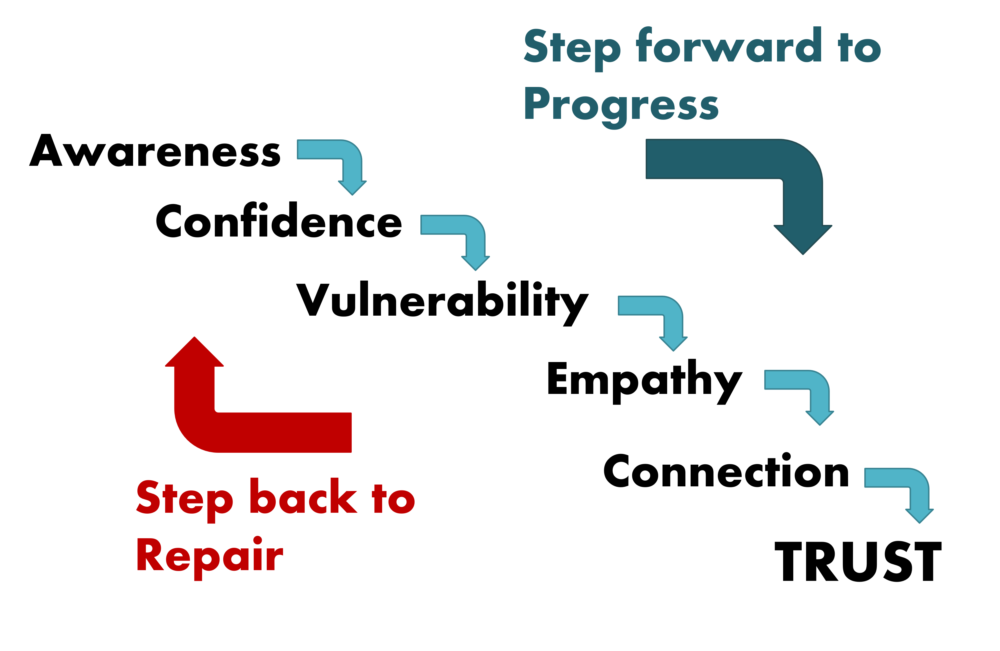 Step forward to
Progress
Awareness
Confidence
Vulnerability
Empathy
Connection
TRUST
Step back to
Repair